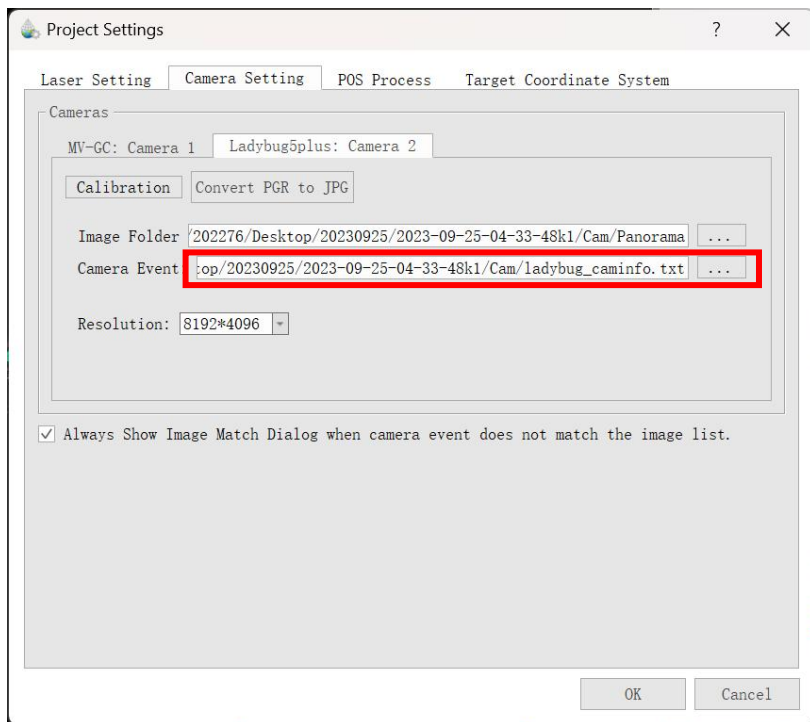 Project Settings
?
Laser Setting Camera Setting POS Process Target Coordinate System
Cameras
MV-GC: Camera 1 Ladybug5plus: Camera 2
Calibration Convert PGR to JPG
Image Folder /202276/Desktop/20230925/2023-09-25-04-33-48k1/Cam/Panorama ...
Camera Event :op/20230925/2023-09-25-04-33-48k1/Cam/ladybug_caminfo.txt ...
Resolution: 8192*4096
Always Show Image Match Dialog when camera event does not match the image list.
OK Cancel